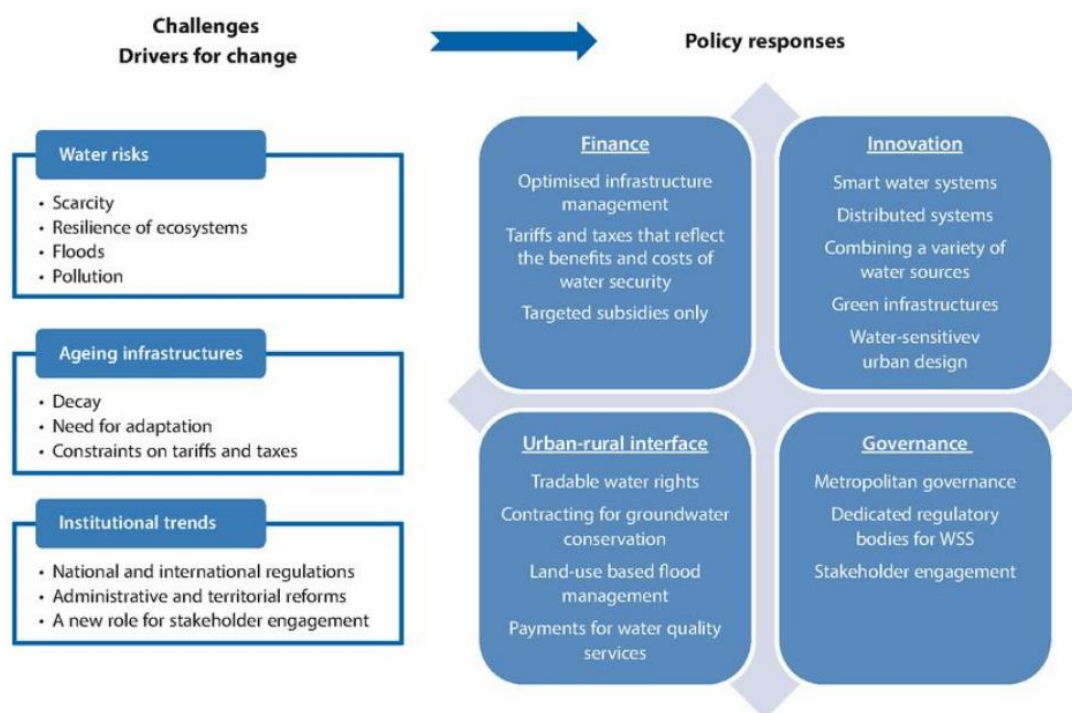 Challenges
Drivers for change
Policy responses
Water risks
• Scarcity
• Resilience of ecosystems
• Floods
• Pollution
Ageing infrastructures
• Decay
• Need for adaptation
• Constraints on tariffs and taxes
Institutional trends
• National and international regulations
• Administrative and territorial reforms
• A new role for stakeholder engagement
Finance
Optimised infrastructure
management
Tariffs and taxes that reflect
the benefits and costs of
water security
Targeted subsidies only
Innovation
Smart water systems
Distributed systems
Combining a variety of
water sources
Green infrastructures
Water-sensitivev
urban design
Urban-rural interface
Tradable water rights
Contracting for groundwater
conservation
Land-use based flood
management
Payments for water quality
services
Governance
Metropolitan governance
Dedicated regulatory
bodies for WSS
Stakeholder engagement